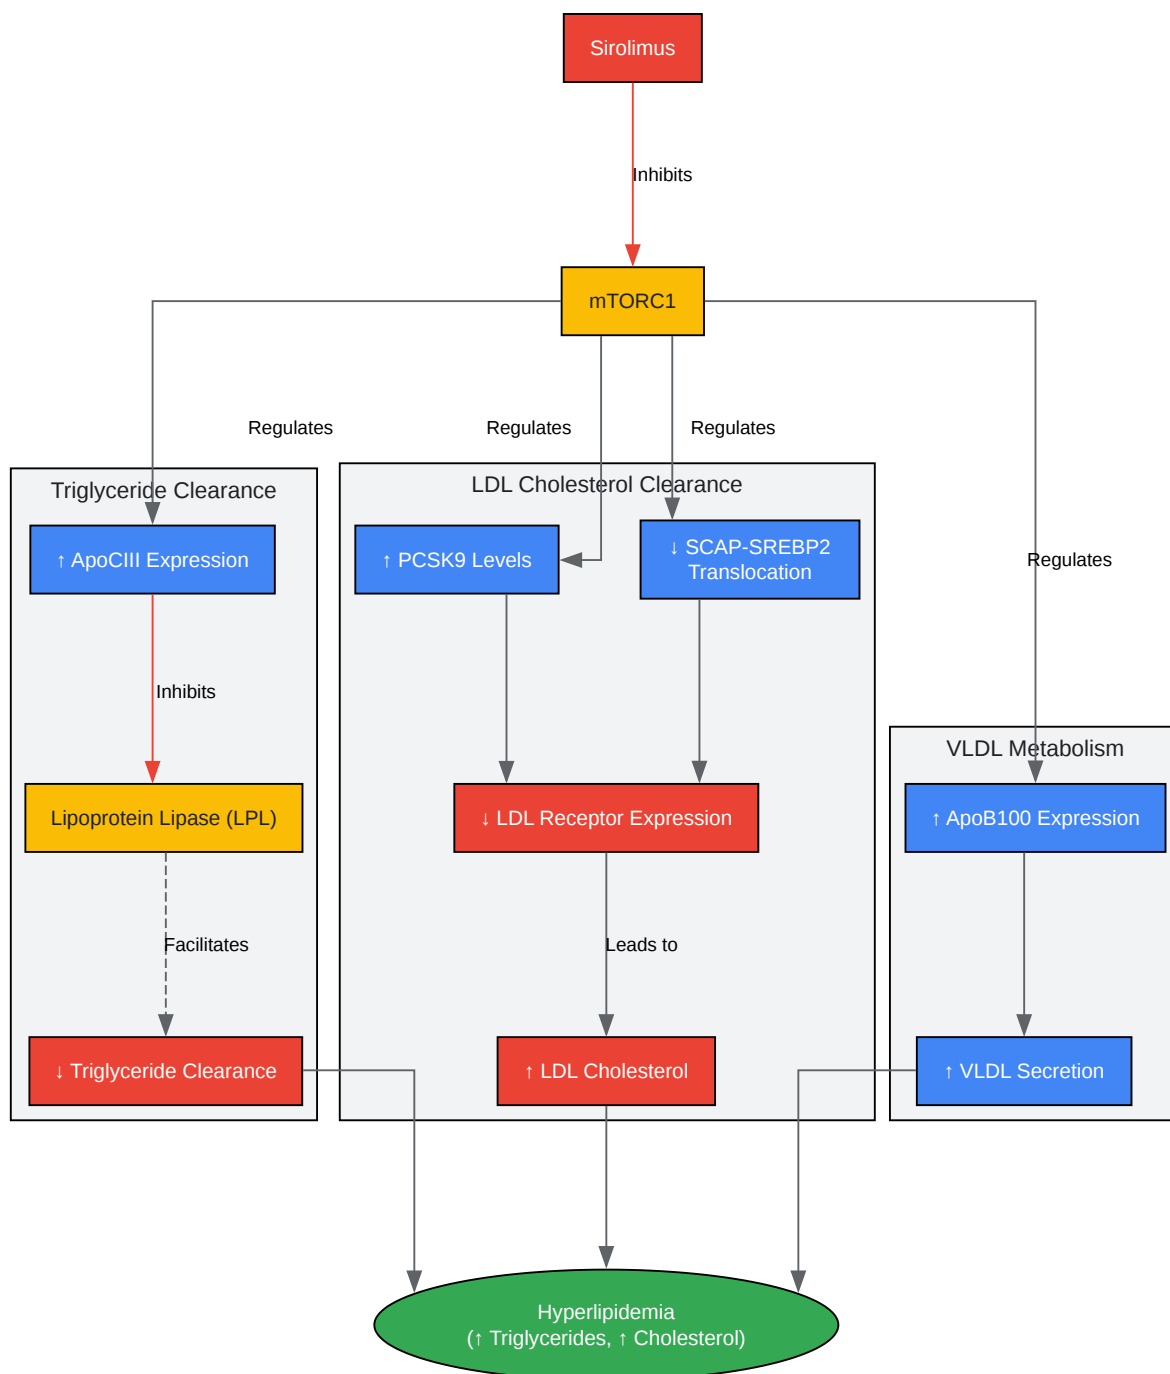 Sirolimus
Inhibits
mTORC1
Regulates
Regulates
Regulates
Triglyceride Clearance
LDL Cholesterol Clearance
↑ ApoCIII Expression
↑ PCSK9 Levels
↓ SCAP-SREBP2
Translocation
Regulates
Inhibits
VLDL Metabolism
Lipoprotein Lipase (LPL)
↓ LDL Receptor Expression
↑ ApoB100 Expression
Facilitates
Leads to
↓ Triglyceride Clearance
↑ LDL Cholesterol
↑ VLDL Secretion
Hyperlipidemia
(↑ Triglycerides, ↑ Cholesterol)